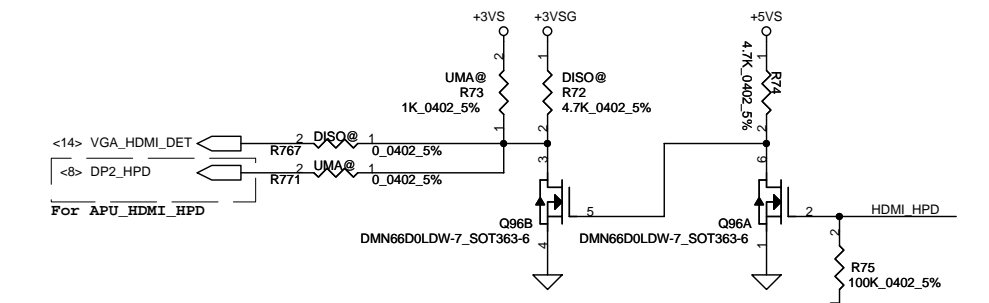 +3VS +3VSG +5VS
2 1 1
UMA@ DISO@
R73 R72 R74
1K_0402_5% 4.7K_0402_5% 4.7K_0402_5%
1 2 2
<14> VGA_HDMI_DET 2 DISO@ 1
R767 0_0402_5%
<8> DP2_HPD 2 UMA@ 1
R771 0_0402_5%
For APU_HDMI_HPD
3 6
5 2 HDMI_HPD
Q96B Q96A
DMN66D0LDW-7_SOT363-6 DMN66D0LDW-7_SOT363-6
4 1 2
R75
100K_0402_5%